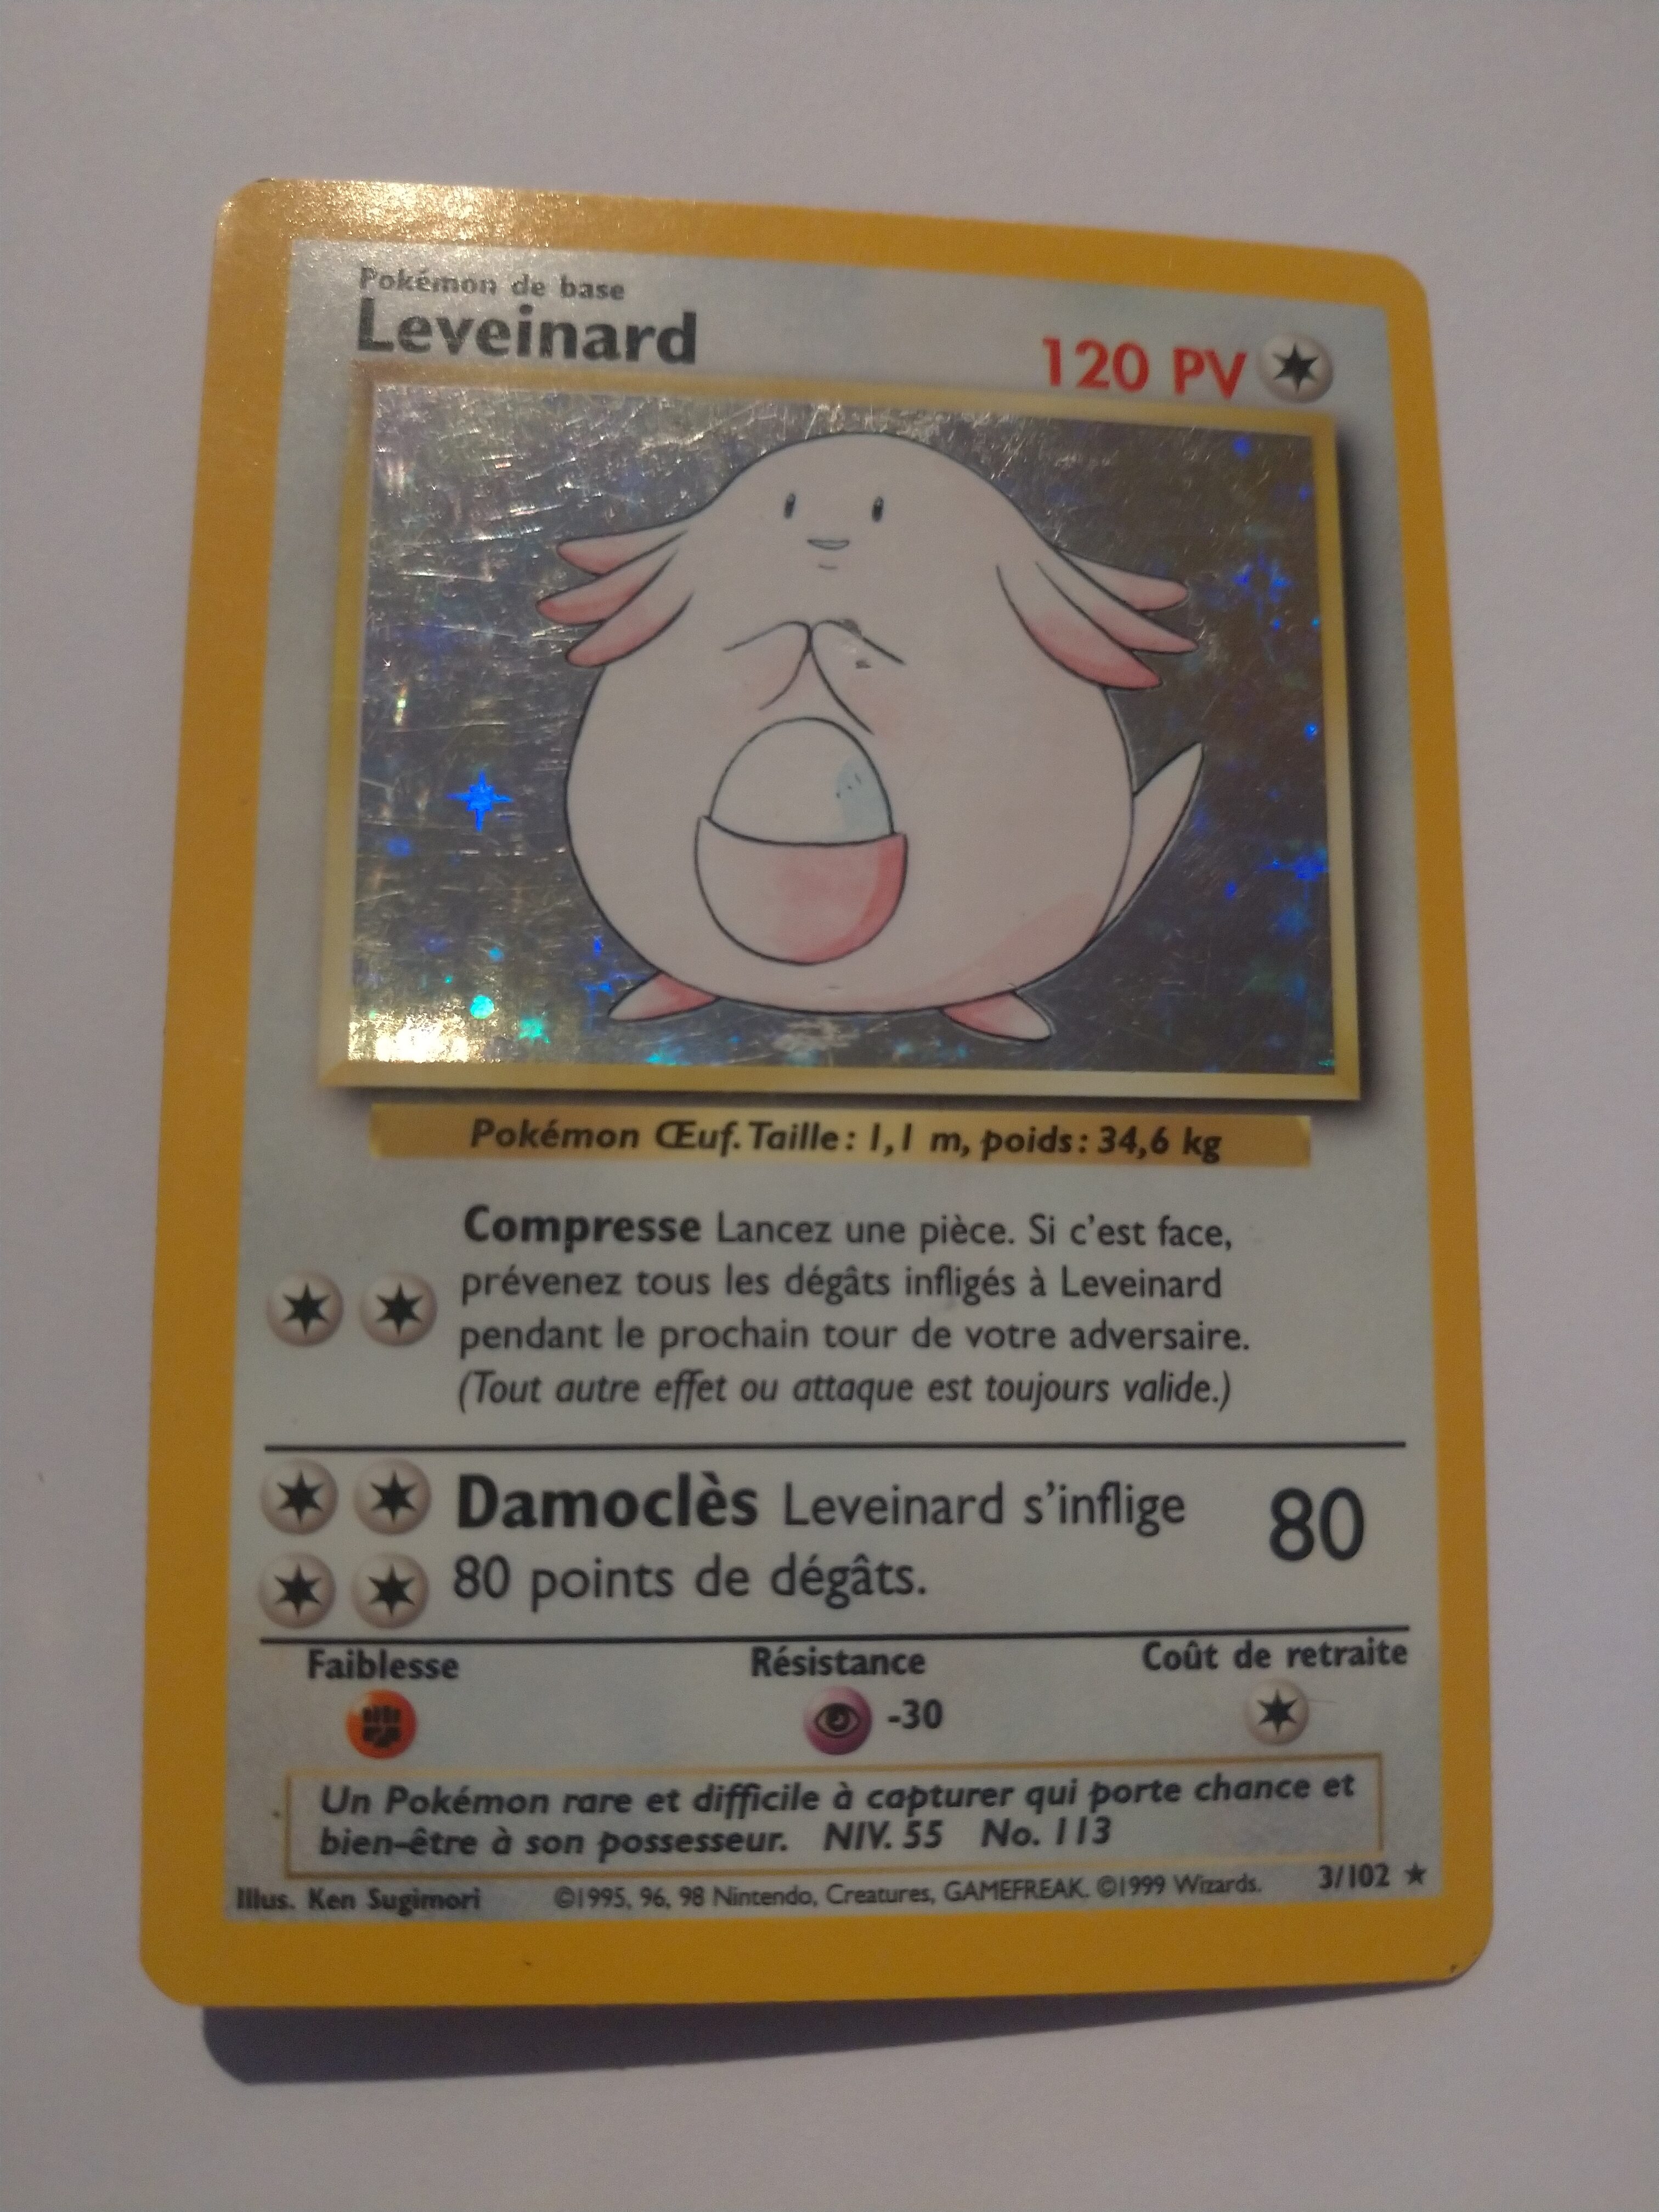 Pokémon de base
Leveinard
120 PV
Pokémon Œuf. Taille : 1,1 m, poids : 34,6 kg
Compresse Lancez une pièce. Si c'est face,
prévenez tous les dégâts infligés à Leveinard
pendant le prochain tour de votre adversaire.
(Tout autre effet ou attaque est toujours valide.)
Damoclès Leveinard s'inflige
80 points de dégâts.
80
Faiblesse Résistance Coût de retraite
-30
Un Pokémon rare et difficile à capturer qui porte chance et
bien-être à son possesseur. NIV. 55 No. 113
Illus. Ken Sugimori ©1995, 96, 98 Nintendo, Creatures, GAMEFREAK. ©1999 Wizards. 3/102 ★